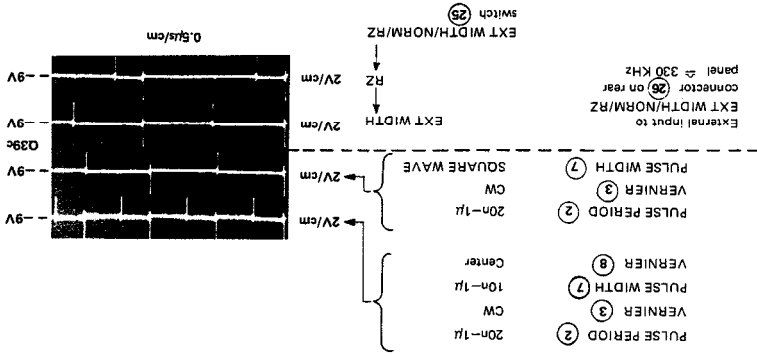 PULSE PERIOD 2 20n–1µ
VERNIER 3 CW
PULSE WIDTH 7 10n–1µ
VERNIER 8 Center
2V/cm –9V
PULSE PERIOD 2 20n–1µ
VERNIER 3 CW
PULSE WIDTH 7 SQUARE WAVE
2V/cm –9V
Q39c
External input to
EXT WIDTH/NORM/RZ
connector 26 on rear
panel ≙ 330 KHz
EXT WIDTH 2V/cm –9V
RZ 2V/cm –9V
EXT WIDTH/NORM/RZ
switch 25
0.5µs/cm